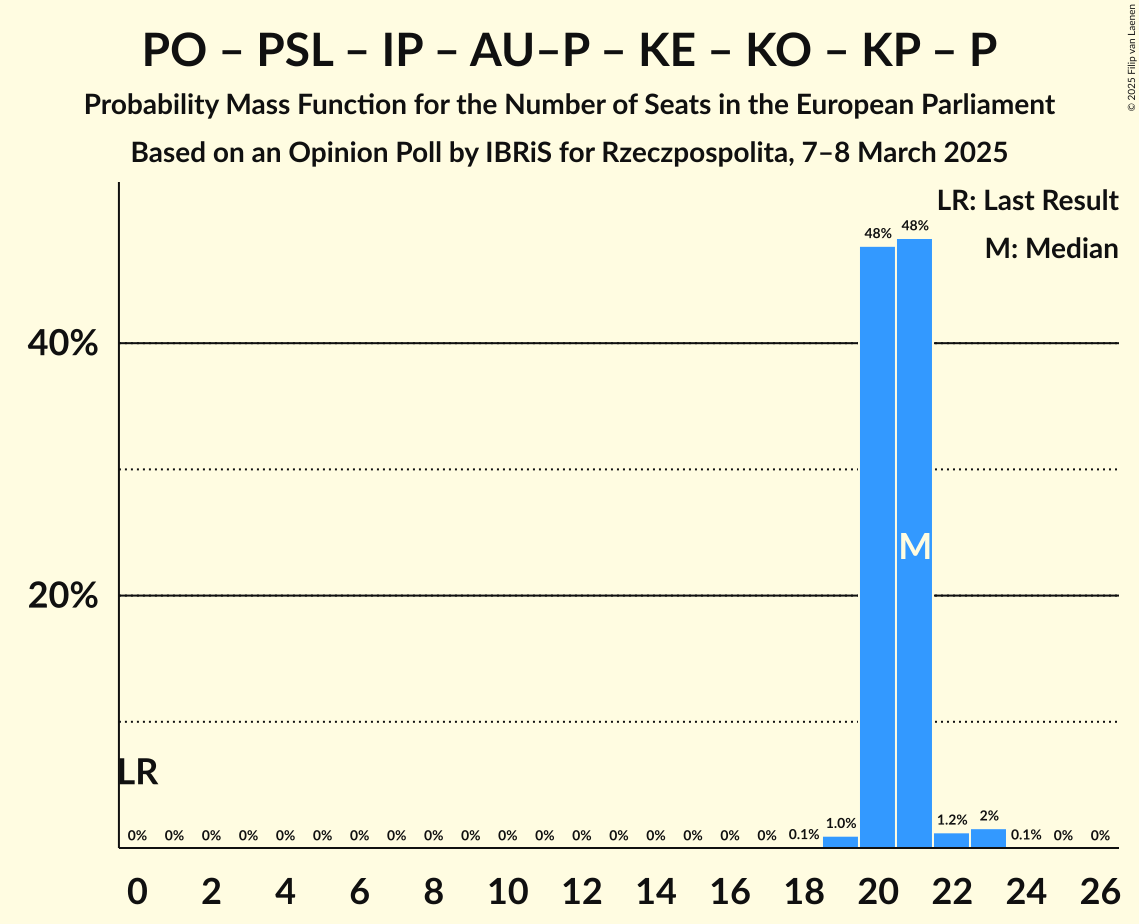 PO – PSL – IP – AU–P – KE – KO – KP – P
Probability Mass Function for the Number of Seats in the European Parliament
Based on an Opinion Poll by IBRiS for Rzeczpospolita, 7–8 March 2025
© 2025 Filip van Laenen
LR: Last Result
M: Median
48% 48%
40%
M
20%
LR
0% 0% 0% 0% 0% 0% 0% 0% 0% 0% 0% 0% 0% 0% 0% 0% 0% 0% 0.1% 1.0% 1.2% 2% 0.1% 0% 0%
0 2 4 6 8 10 12 14 16 18 20 22 24 26